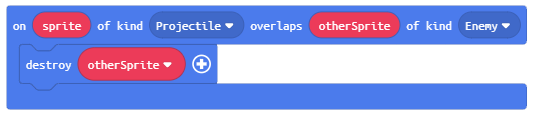 on sprite of kind Projectile overlaps otherSprite of kind Enemy
destroy otherSprite